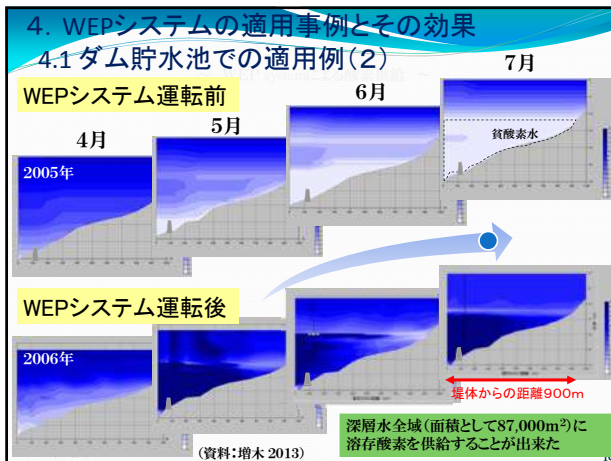 4. WEPシステムの適用事例とその効果
4.1 ダム貯水池での適用例(2)
WEPシステム運転前
4月
5月
6月
7月
2005年
貧酸素水
WEPシステム運転後
2006年
堤体からの距離900m
深層水全域(面積として87,000m²)に
溶存酸素を供給することが出来た
(資料:増木 2013)